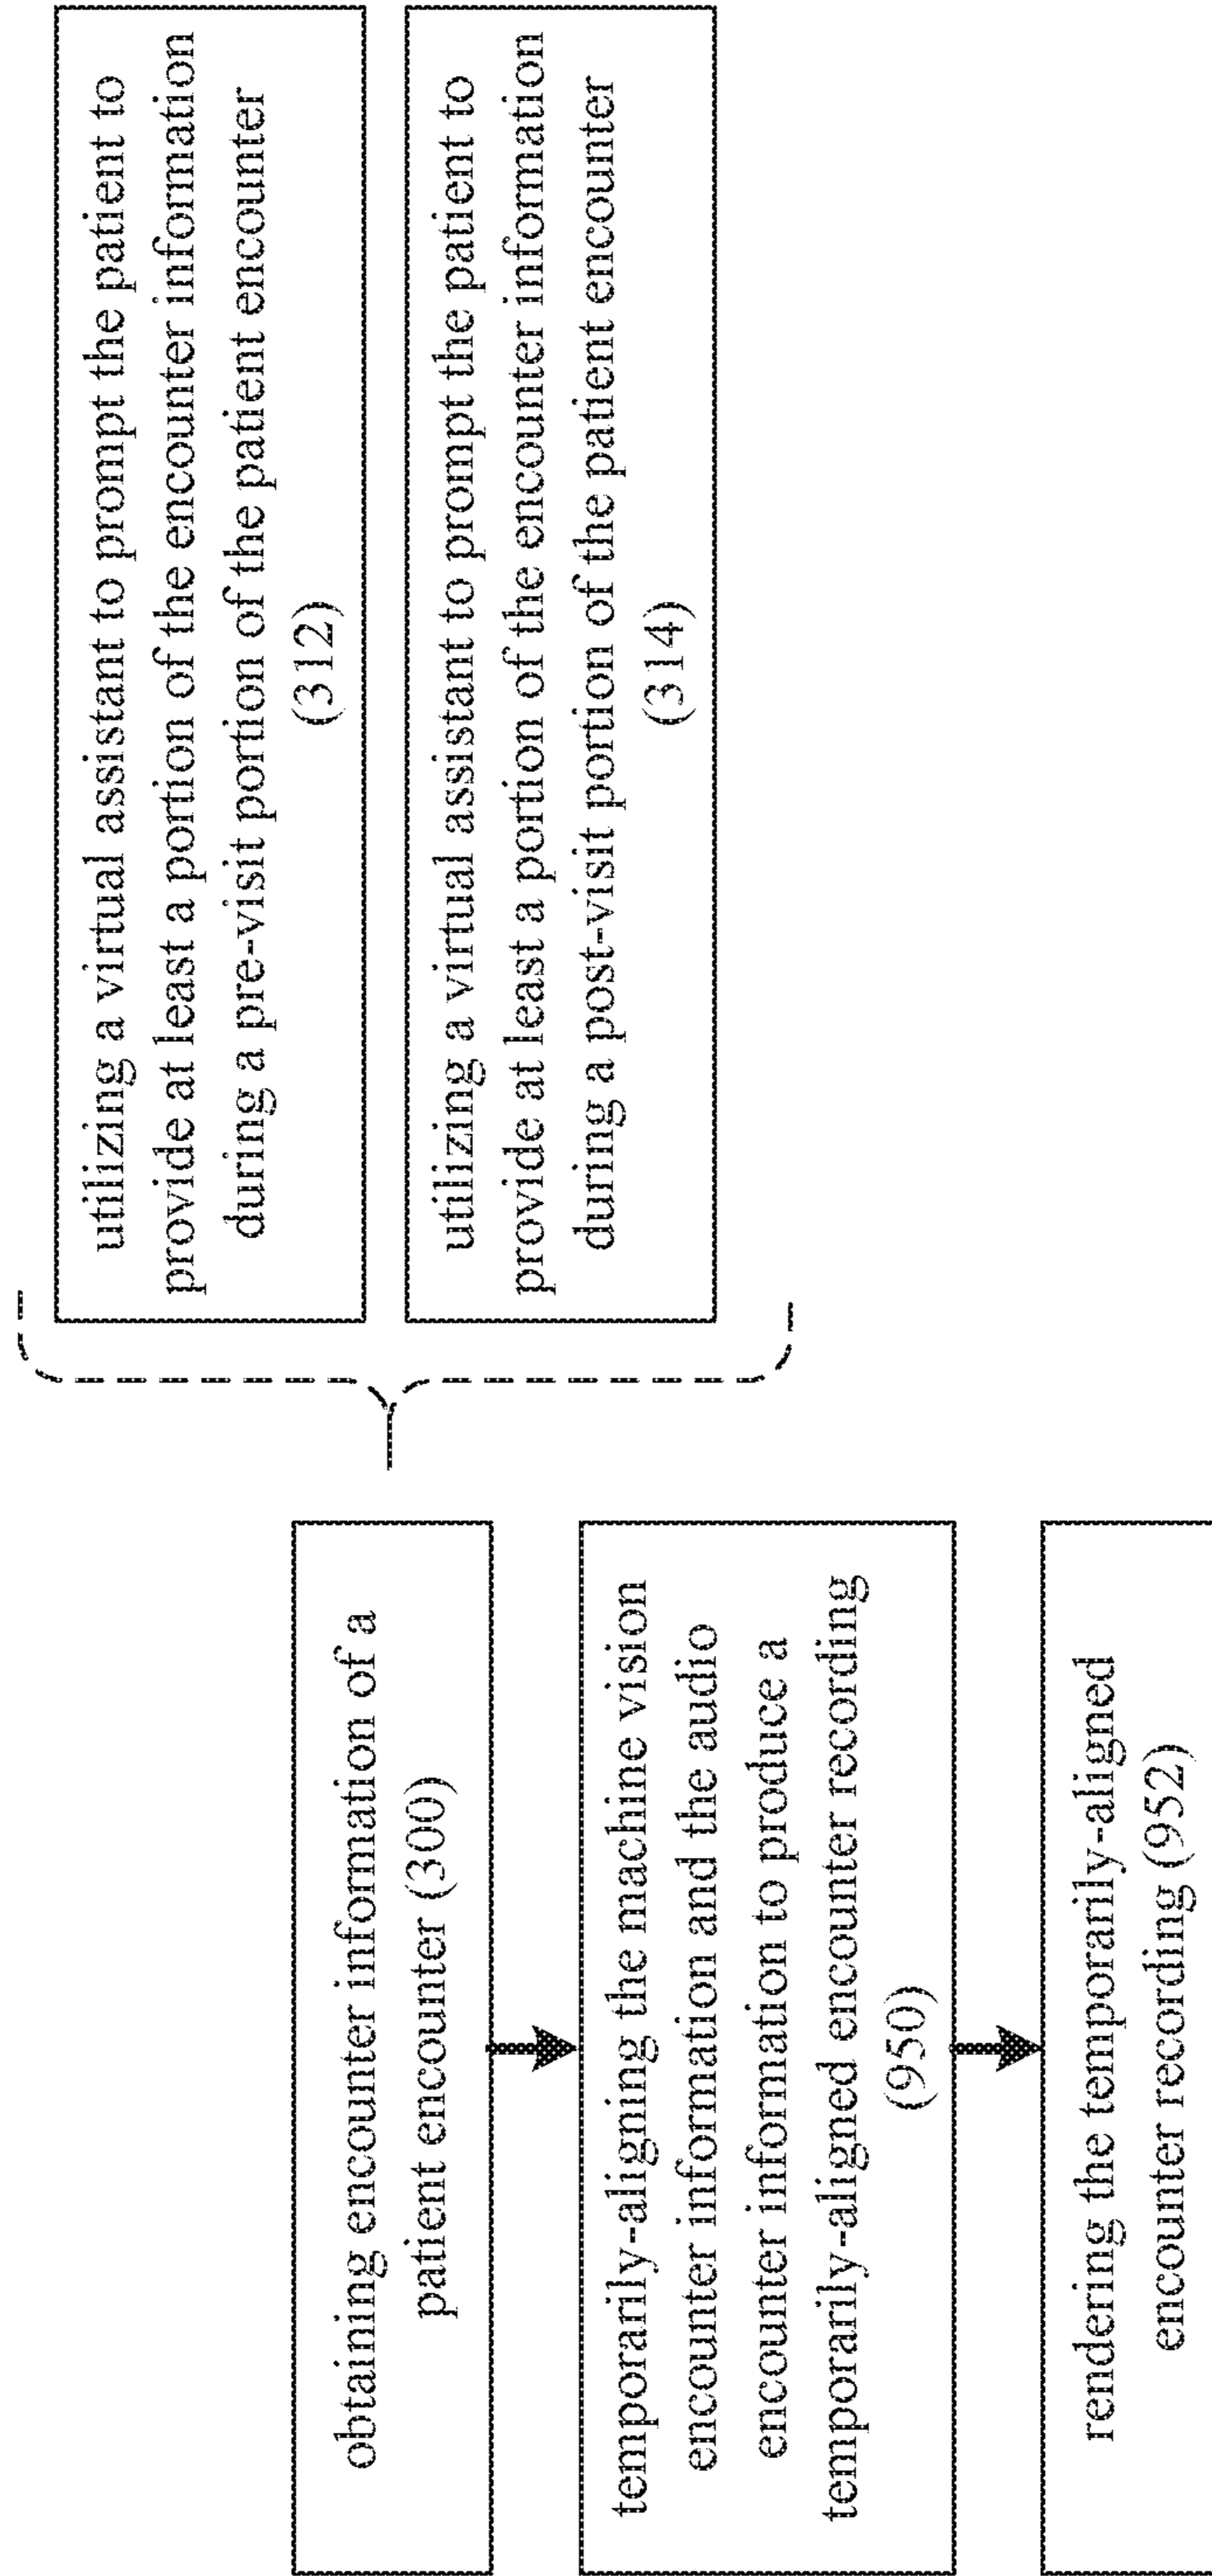 obtaining encounter information of a
patient encounter (300)
temporarily-aligning the machine vision
encounter information and the audio
encounter information to produce a
temporarily-aligned encounter recording
(950)
rendering the temporarily-aligned
encounter recording (952)
utilizing a virtual assistant to prompt the patient to
provide at least a portion of the encounter information
during a pre-visit portion of the patient encounter
(312)
utilizing a virtual assistant to prompt the patient to
provide at least a portion of the encounter information
during a post-visit portion of the patient encounter
(314)